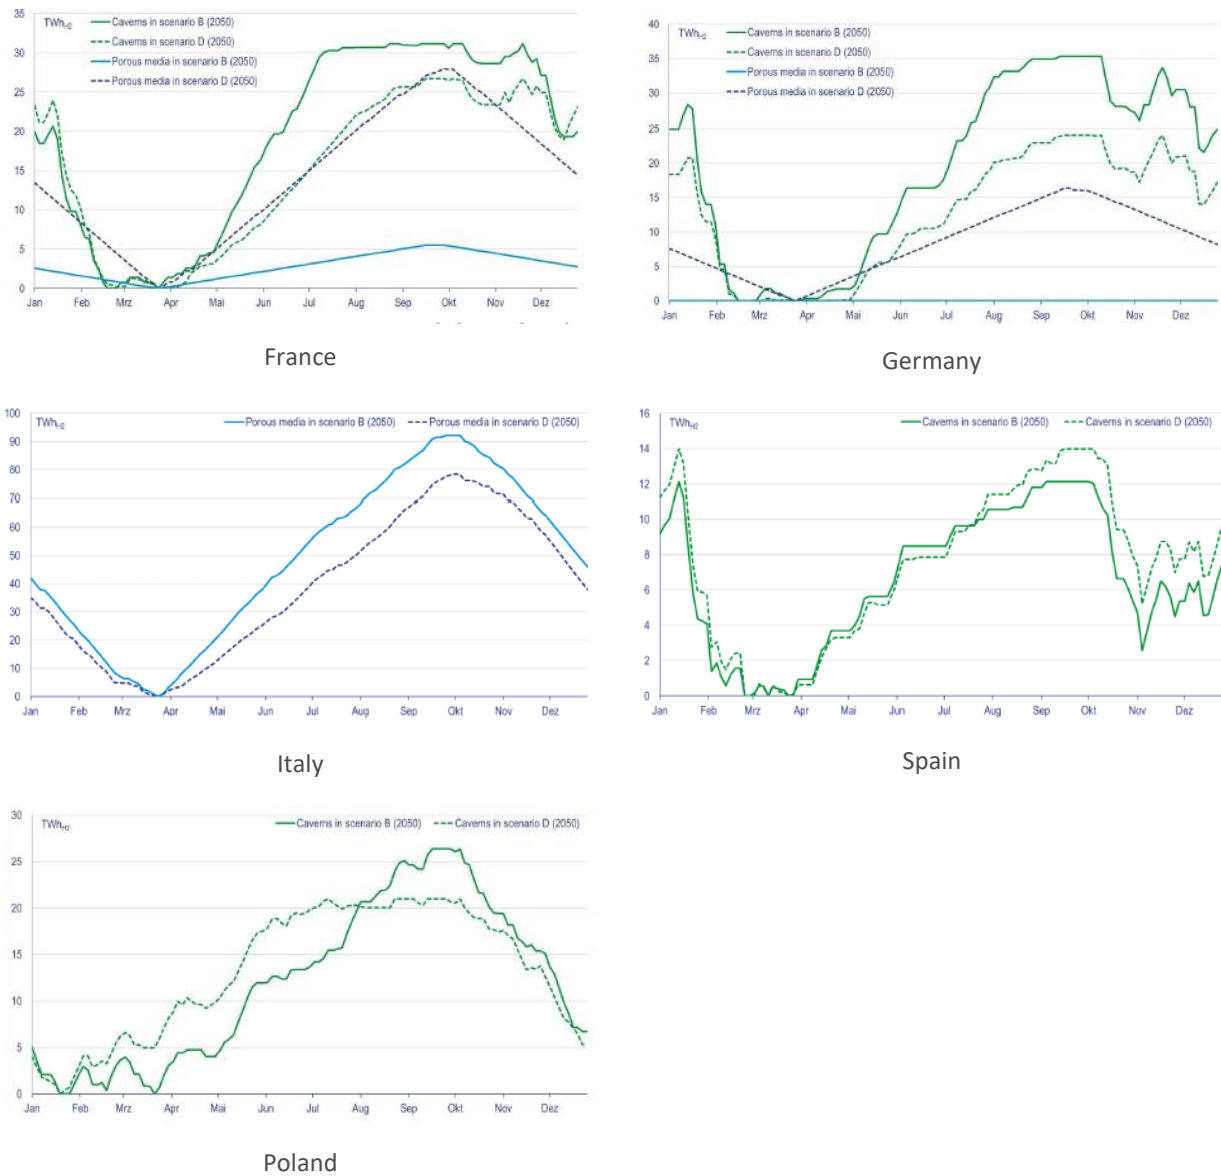 35
TWhH2
Caverns in scenario B (2050)
Caverns in scenario D (2050)
Porous media in scenario B (2050)
Porous media in scenario D (2050)
30
25
20
15
10
5
0
Jan Feb Mrz Apr Mai Jun Jul Aug Sep Okt Nov Dez
France
40
TWhH2
Caverns in scenario B (2050)
Caverns in scenario D (2050)
Porous media in scenario B (2050)
Porous media in scenario D (2050)
35
30
25
20
15
10
5
0
Jan Feb Mrz Apr Mai Jun Jul Aug Sep Okt Nov Dez
Germany
100
TWhH2
Porous media in scenario B (2050) Porous media in scenario D (2050)
90
80
70
60
50
40
30
20
10
0
Jan Feb Mrz Apr Mai Jun Jul Aug Sep Okt Nov Dez
Italy
16
TWhH2
Caverns in scenario B (2050) Caverns in scenario D (2050)
14
12
10
8
6
4
2
0
Jan Feb Mrz Apr Mai Jun Jul Aug Sep Okt Nov Dez
Spain
30
TWhH2
Caverns in scenario B (2050) Caverns in scenario D (2050)
25
20
15
10
5
0
Jan Feb Mrz Apr Mai Jun Jul Aug Sep Okt Nov Dez
Poland